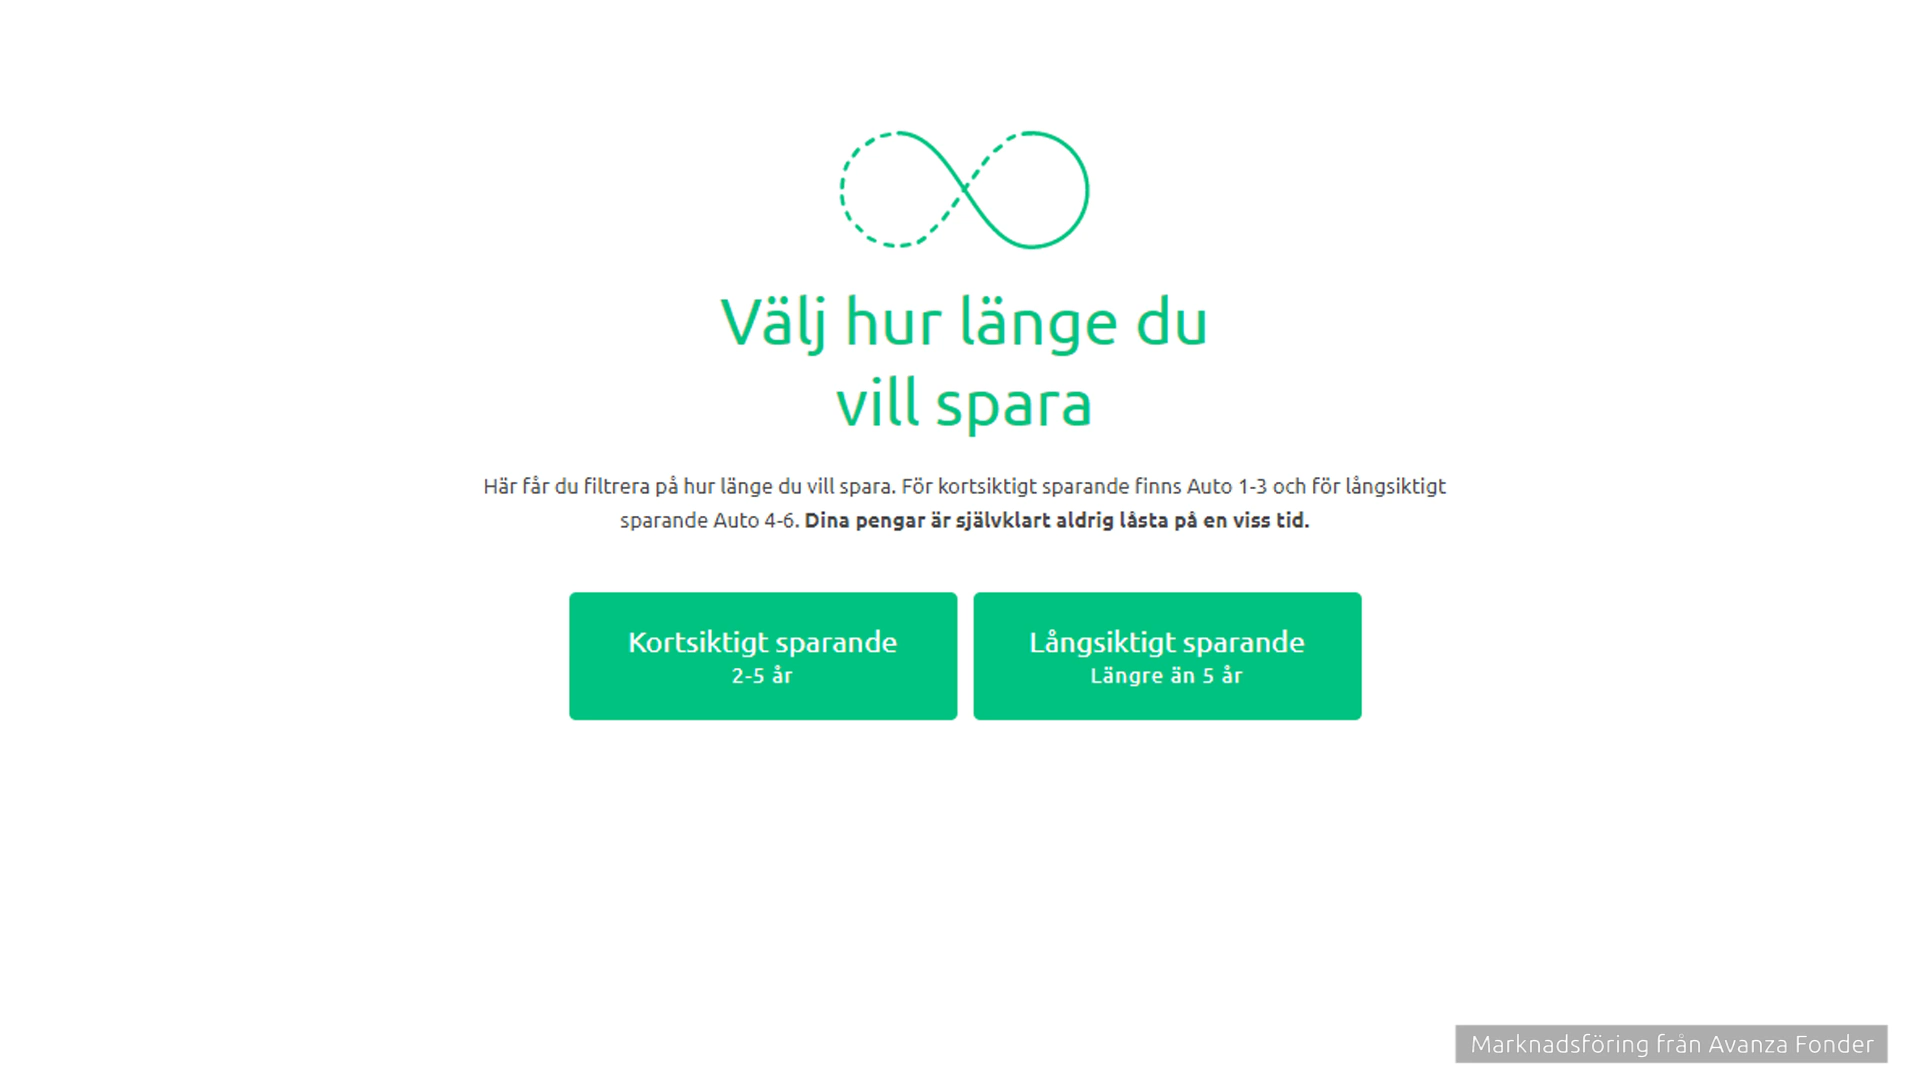 Välj hur länge du
vill spara
Här får du filtrera på hur länge du vill spara. För kortsiktigt sparande finns Auto 1-3 och för långsiktigt
sparande Auto 4-6. Dina pengar är självklart aldrig låsta på en viss tid.
Kortsiktigt sparande
2-5 år
Långsiktigt sparande
Längre än 5 år
Marknadsföring från Avanza Fonder